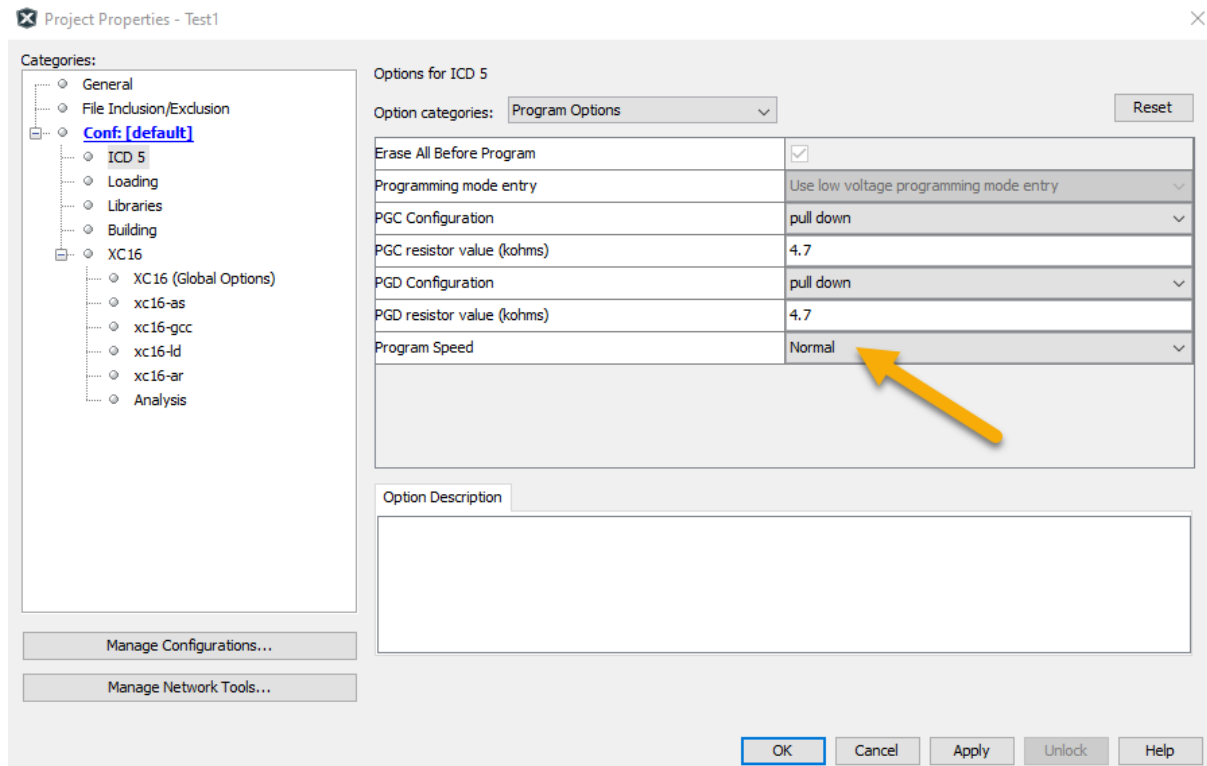 Project Properties - Test1
Categories:
General
File Inclusion/Exclusion
Conf: [default]
ICD 5
Loading
Libraries
Building
XC16
XC16 (Global Options)
xc16-as
xc16-gcc
xc16-ld
xc16-ar
Analysis
Manage Configurations...
Manage Network Tools...
Options for ICD 5
Option categories: Program Options
Reset
Erase All Before Program
Programming mode entry Use low voltage programming mode entry
PGC Configuration pull down
PGC resistor value (kohms) 4.7
PGD Configuration pull down
PGD resistor value (kohms) 4.7
Program Speed Normal
Option Description
OK Cancel Apply Unlock Help